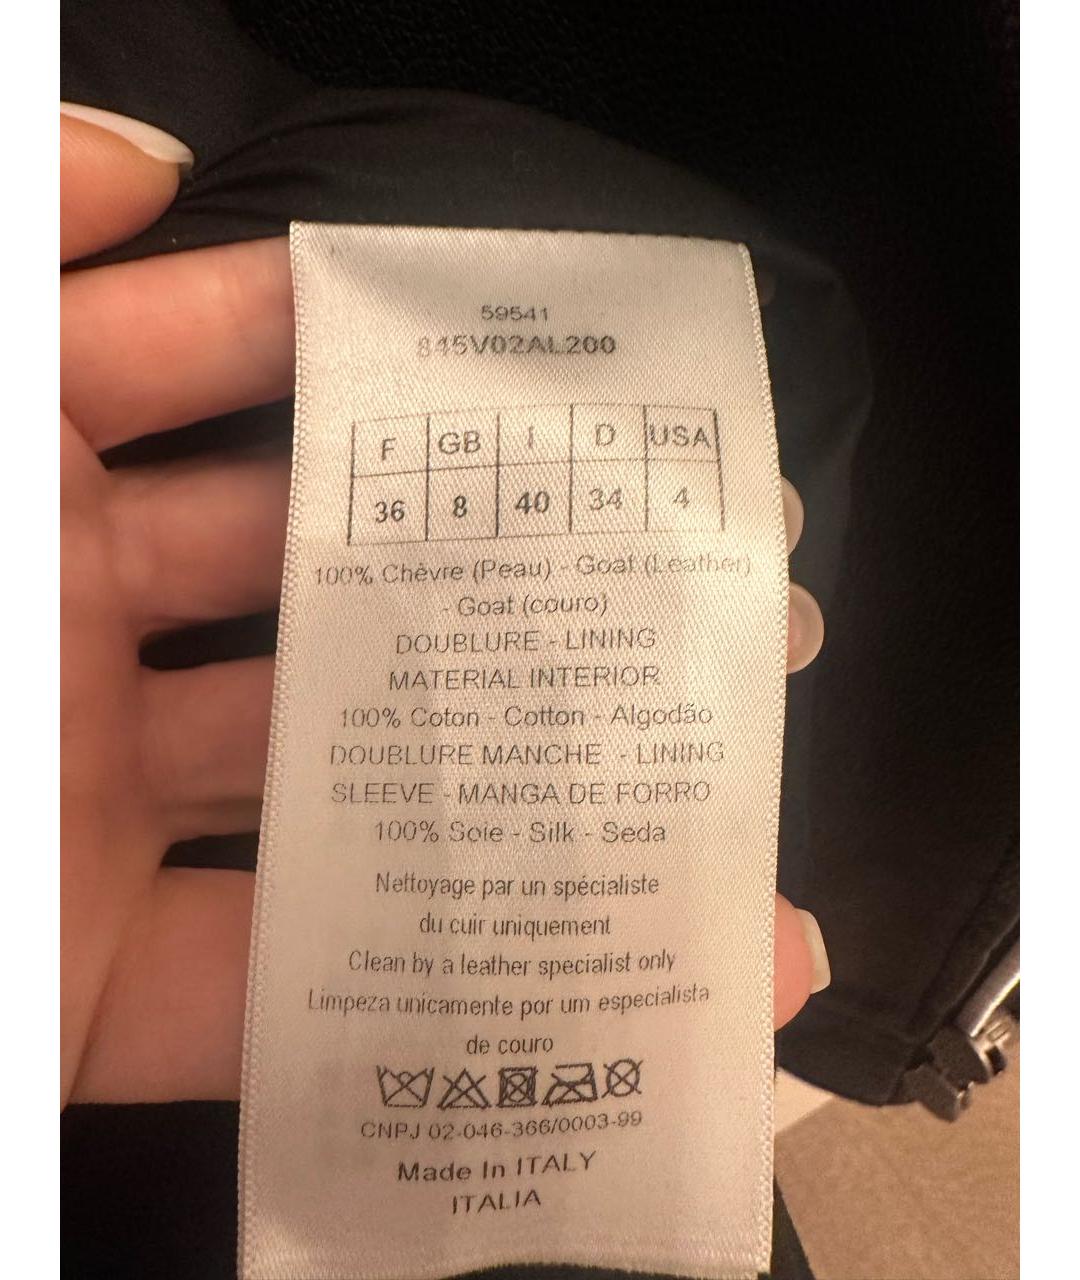 59541
845V02AL200
F GB I D USA
36 8 40 34 4
100% Chèvre (Peau) - Goat (Leather)
- Goat (couro)
DOUBLURE - LINING
MATERIAL INTERIOR
100% Coton - Cotton - Algodão
DOUBLURE MANCHE - LINING
SLEEVE - MANGA DE FORRO
100% Soie - Silk - Seda
Nettoyage par un spécialiste
du cuir uniquement
Clean by a leather specialist only
Limpeza unicamente por um especialista
de couro
CNPJ 02-046-366/0003-99
Made In ITALY
ITALIA